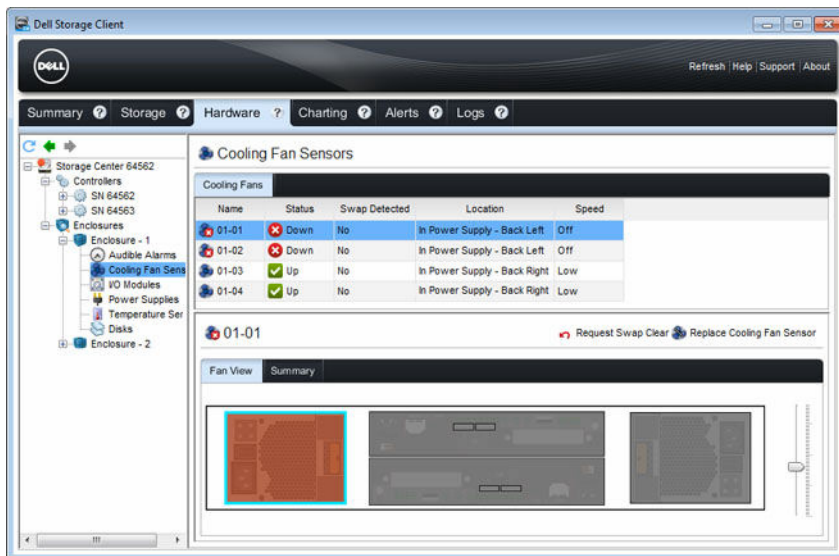 Dell Storage Client
DELL
Refresh Help Support About
Summary ? Storage ? Hardware ? Charting ? Alerts ? Logs ?
Storage Center 64562
Controllers
SN 64562
SN 64563
Enclosures
Enclosure - 1
Audible Alarms
Cooling Fan Sens
I/O Modules
Power Supplies
Temperature Ser
Disks
Enclosure - 2
Cooling Fan Sensors
Cooling Fans
Name Status Swap Detected Location Speed
01-01 Down No In Power Supply - Back Left Off
01-02 Down No In Power Supply - Back Left Off
01-03 Up No In Power Supply - Back Right Low
01-04 Up No In Power Supply - Back Right Low
01-01 Request Swap Clear Replace Cooling Fan Sensor
Fan View Summary